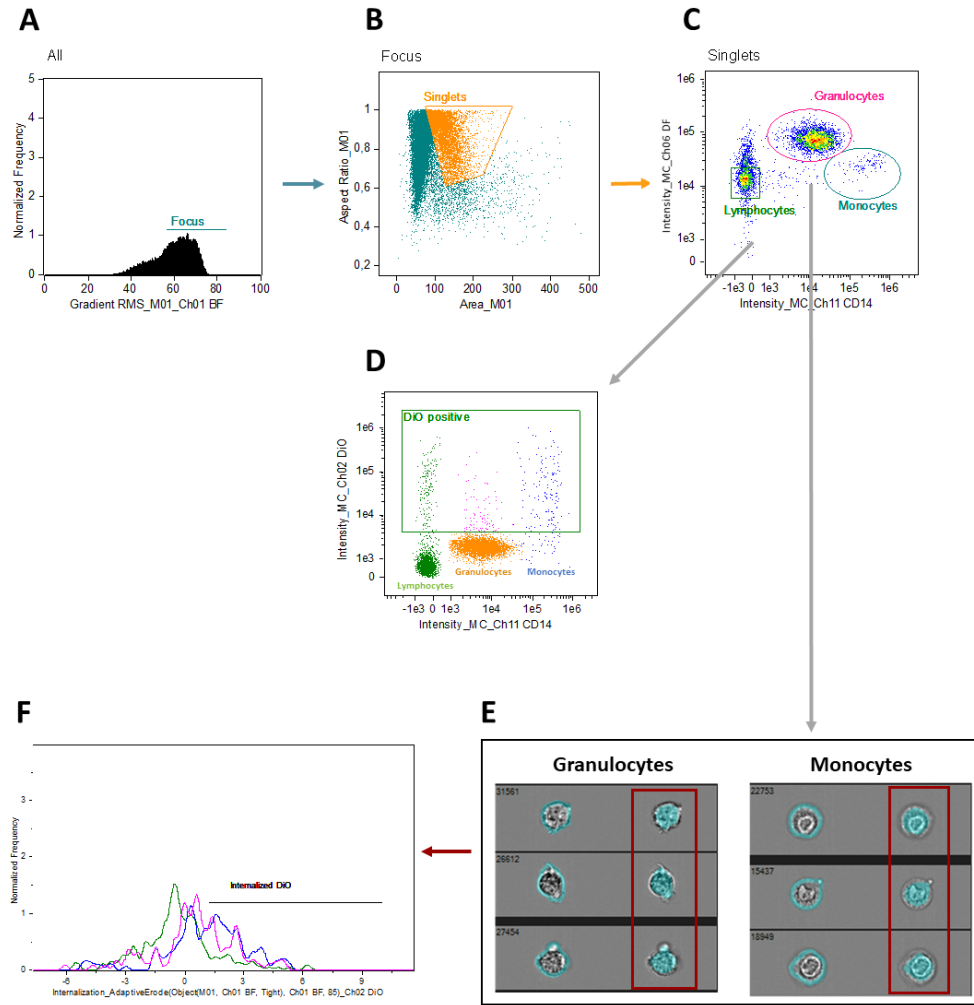 A
All
Normalized Frequency
5
4
3
2
1
0
Focus
0 20 40 60 80 100
Gradient RMS_M01_Ch01 BF
B
Focus
Aspect Ratio_M01
1
0,8
0,6
0,4
0,2
Singlets
0 100 200 300 400 500
Area_M01
C
Singlets
Intensity_MC_Ch06 DF
1e6
1e5
1e4
1e3
0
Granulocytes
Lymphocytes
Monocytes
-1e3 0 1e3 1e4 1e5 1e6
Intensity_MC_Ch11 CD14
D
Intensity_MC_Ch02 DiO
1e6
1e5
1e4
1e3
0
DiO positive
Lymphocytes Granulocytes Monocytes
-1e3 0 1e3 1e4 1e5 1e6
Intensity_MC_Ch11 CD14
F
Normalized Frequency
3
2
1
0
Internalized DiO
-6 -3 0 3 6 9
Internalization_AdaptiveErode(Object(M01, Ch01 BF, Tight), Ch01 BF, 85)_Ch02 DiO
E
Granulocytes
31561
26612
27454
Monocytes
22753
15437
18949